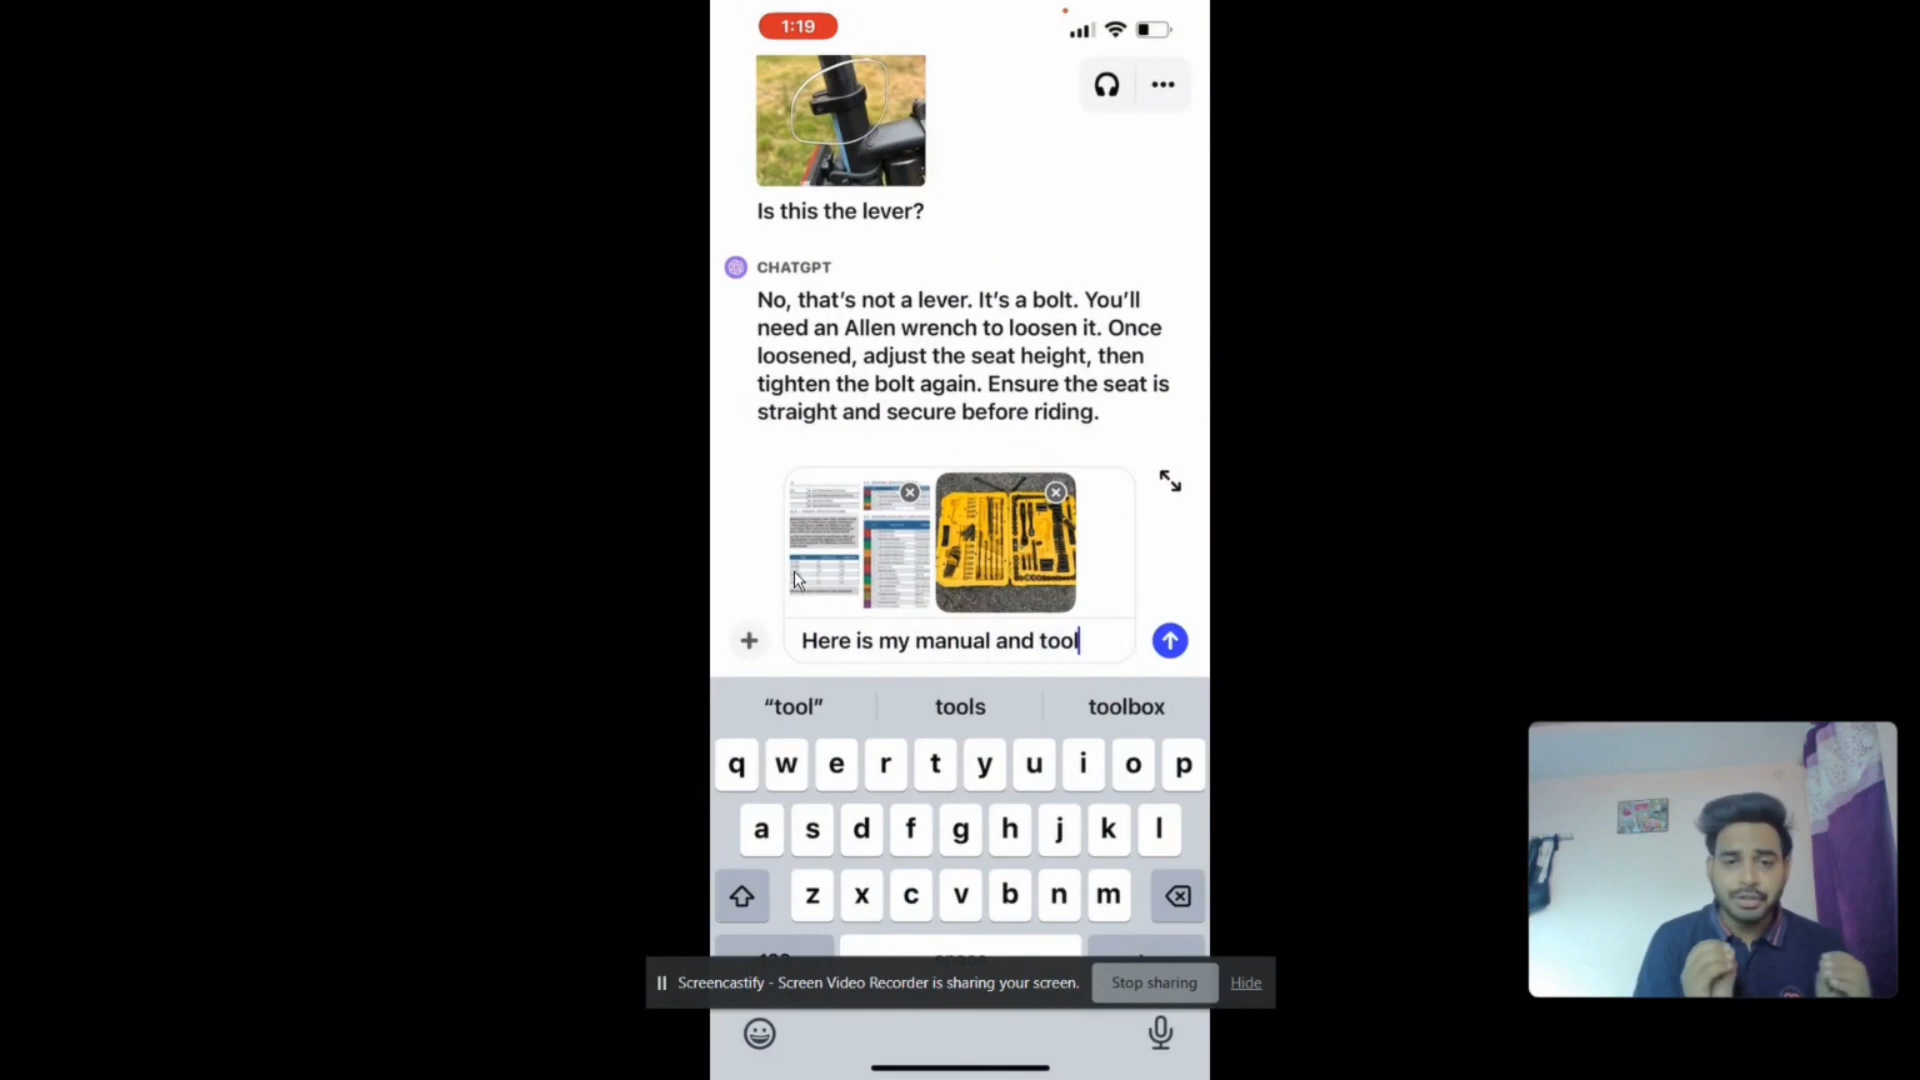 1:19
Is this the lever?
CHATGPT
No, that's not a lever. It's a bolt. You'll
need an Allen wrench to loosen it. Once
loosened, adjust the seat height, then
tighten the bolt again. Ensure the seat is
straight and secure before riding.
Here is my manual and tool
“tool” tools toolbox
q w e r t y u i o p
a s d f g h j k l
z x c v b n m
Screencastify - Screen Video Recorder is sharing your screen. Stop sharing Hide